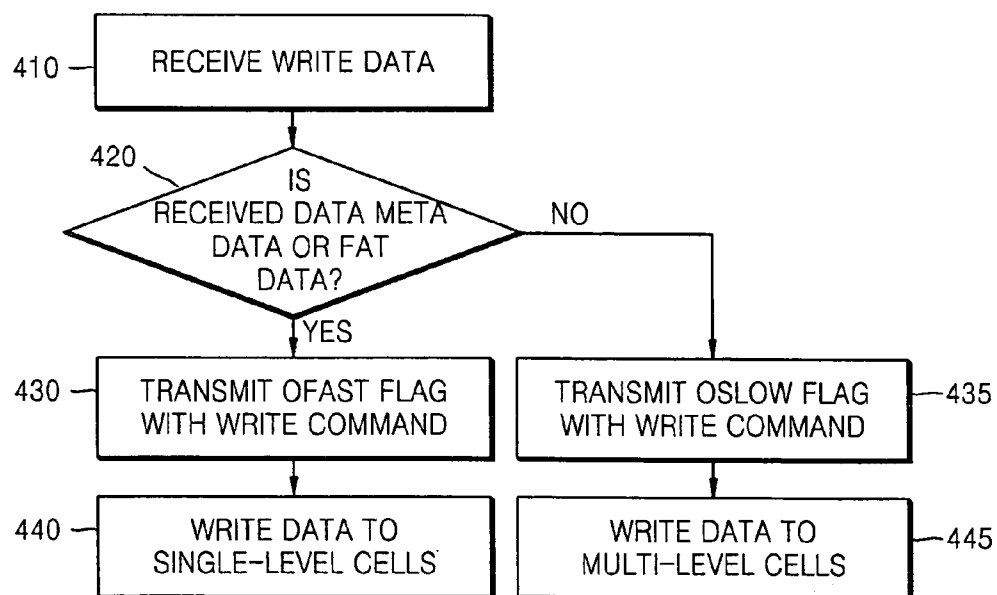 410
RECEIVE WRITE DATA
420
IS
RECEIVED DATA META
DATA OR FAT
DATA?
NO
YES
430
TRANSMIT OFAST FLAG
WITH WRITE COMMAND
TRANSMIT OSLOW FLAG
WITH WRITE COMMAND
435
440
WRITE DATA TO
SINGLE-LEVEL CELLS
WRITE DATA TO
MULTI-LEVEL CELLS
445